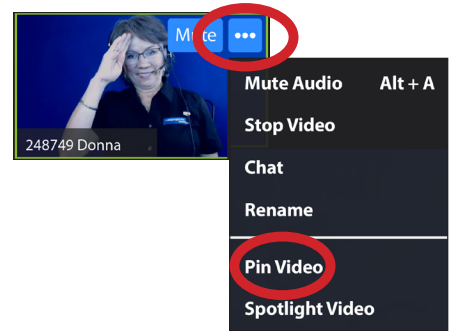 Mute •••
248749 Donna
Mute Audio Alt + A
Stop Video
Chat
Rename
Pin Video
Spotlight Video